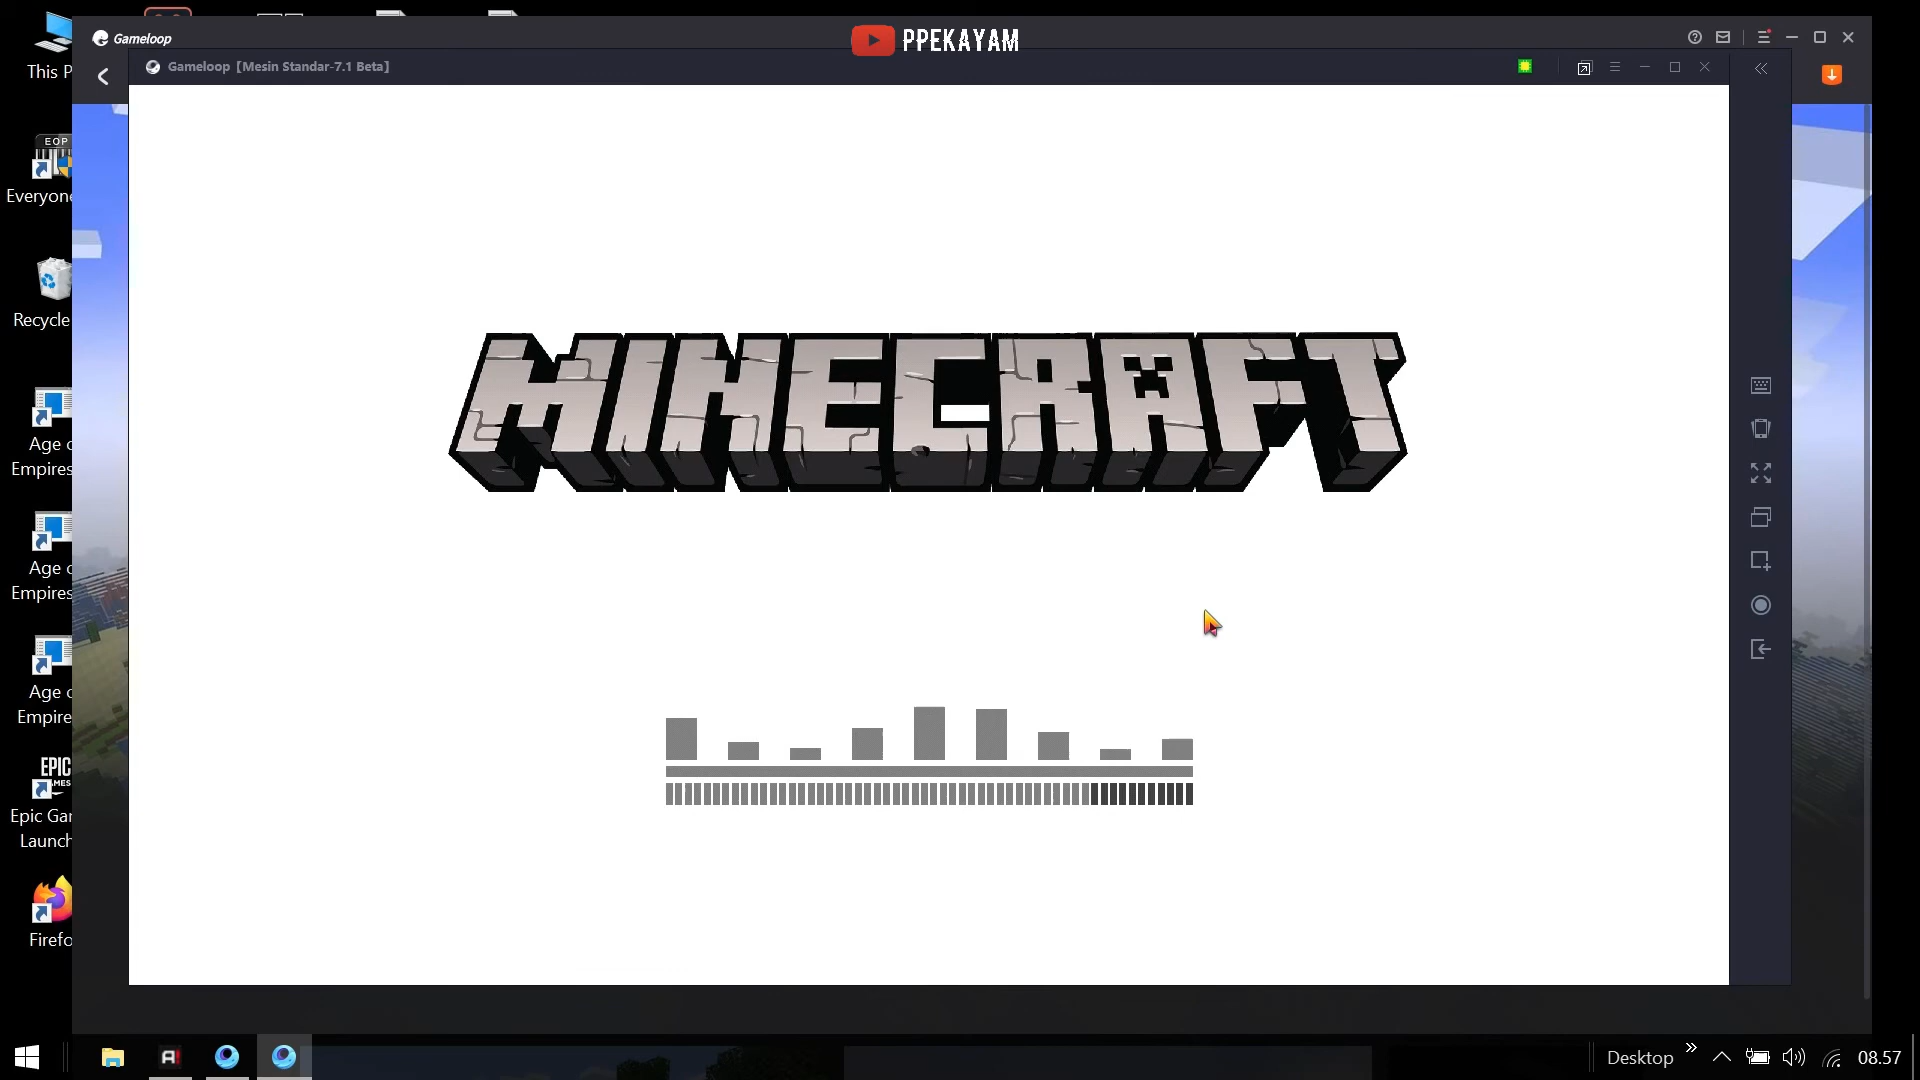 Gameloop
PPEKAYAM
This P
Gameloop [Mesin Standar-7.1 Beta]
EOP
Everyone
Recycle
Age o
Empires
Age o
Empires
Age o
Empire
EPIC
GAMES
Epic Gar
Launch
Firefo
MINECRAFT
A!
Desktop
08.57